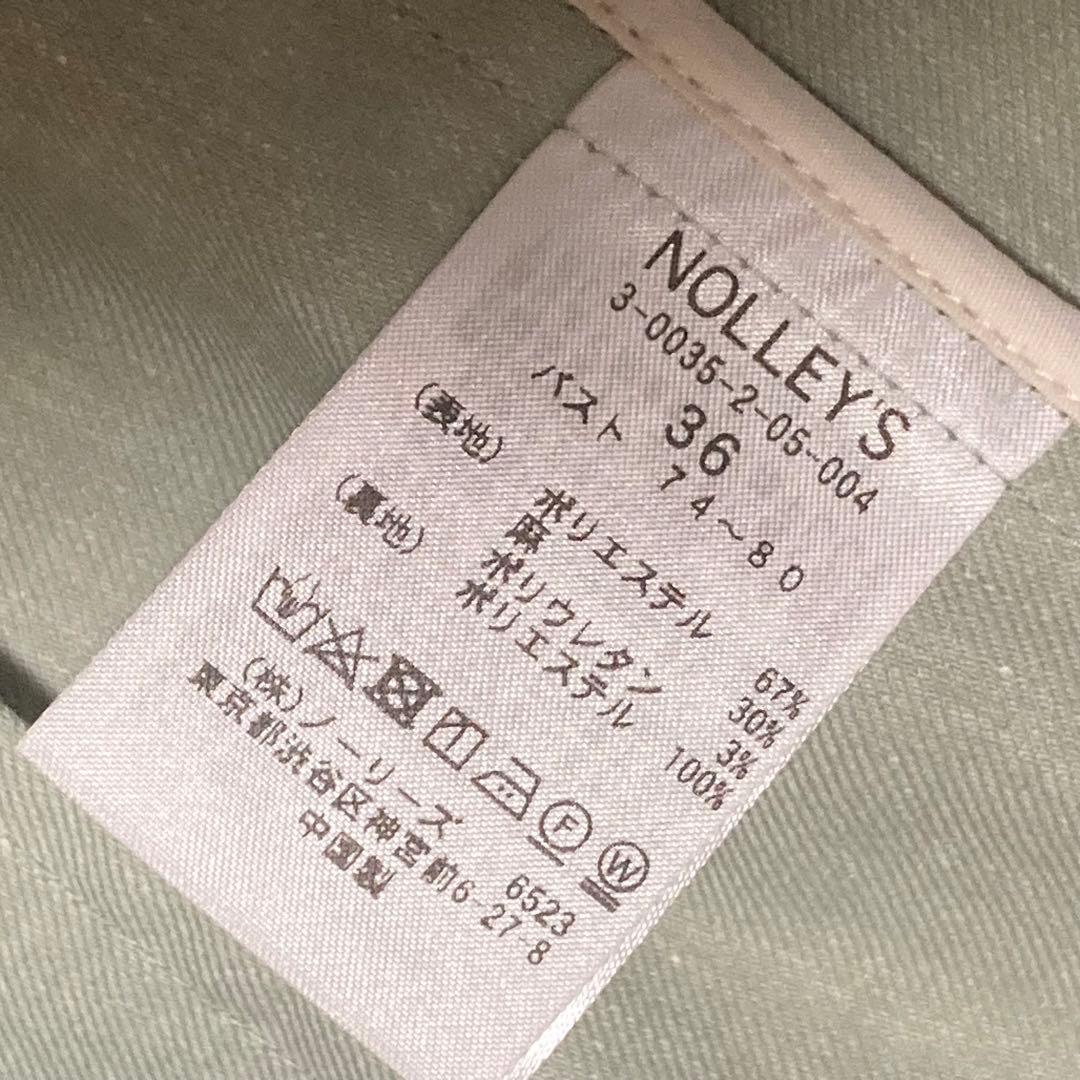 NOLLEY'S
3-0035-2-05-004
36
バスト 74~80
(表地) ポリエステル 67%
麻 30%
ポリウレタン 3%
(裏地) ポリエステル 100%
F W
(株)ノーリーズ 6523
東京都渋谷区神宮前6-27-8
中国製